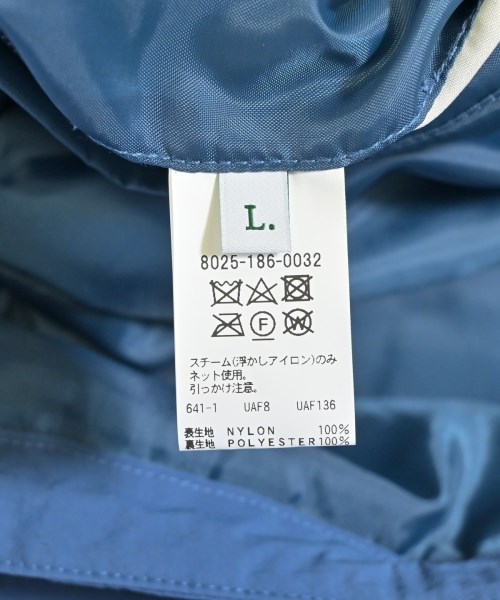 L.
8025-186-0032
F W
スチーム(浮かしアイロン)のみ
ネット使用。
引っかけ注意。
641-1 UAF8 UAF136
表生地 NYLON 100%
裏生地 POLYESTER 100%